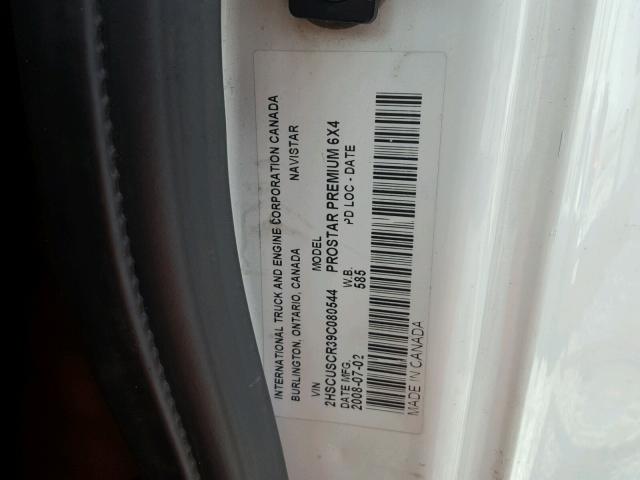 INTERNATIONAL TRUCK AND ENGINE CORPORATION CANADA
BURLINGTON, ONTARIO, CANADA NAVISTAR
VIN MODEL
2HSCUSCR39C080544 PROSTAR PREMIUM 6X4
DATE MFG. W.B. PD LOC - DATE
2008-07-02 585
MADE IN CANADA